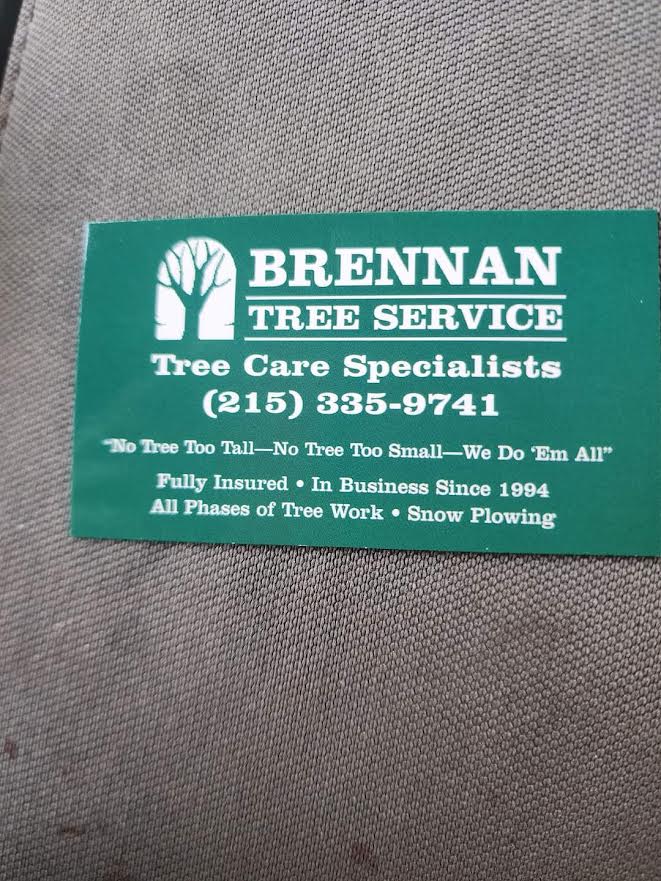 BRENNAN
TREE SERVICE
Tree Care Specialists
(215) 335-9741
“No Tree Too Tall—No Tree Too Small—We Do ‘Em All”
Fully Insured • In Business Since 1994
All Phases of Tree Work • Snow Plowing